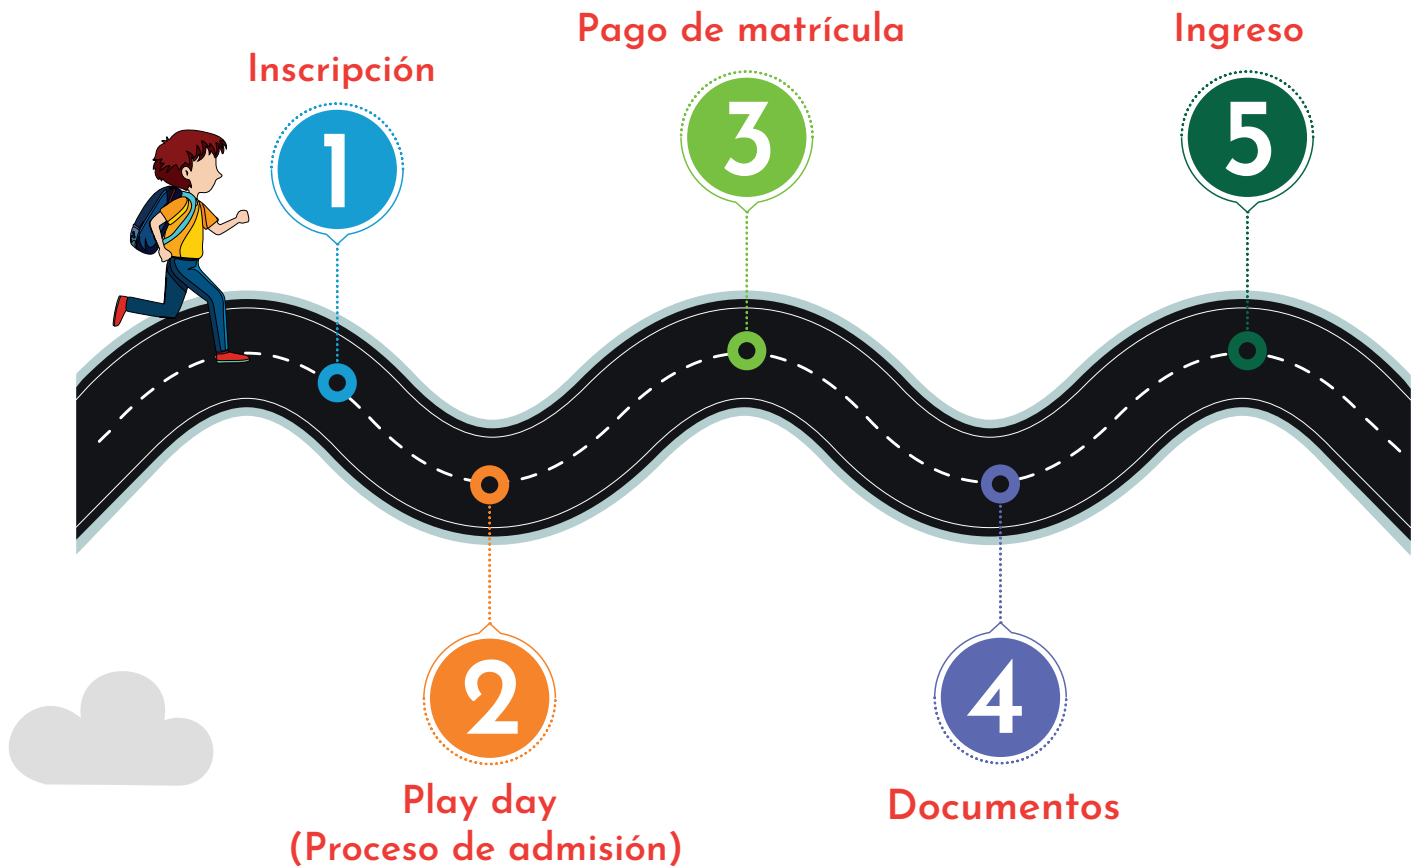 Inscripción
1
2
Play day
(Proceso de admisión)
Pago de matrícula
3
4
Documentos
Ingreso
5